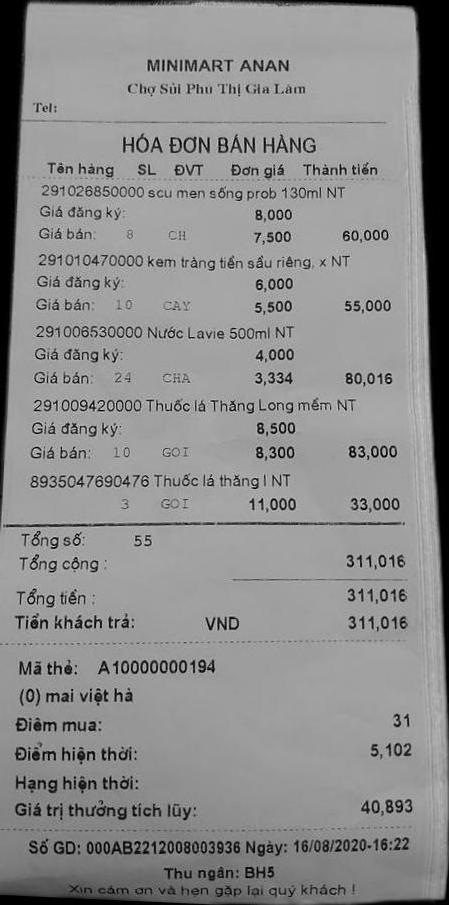 MINIMART ANAN
Chợ Sủi Phú Thị Gia Lâm
Tel:
HÓA ĐƠN BÁN HÀNG
Tên hàng SL ĐVT Đơn giá Thành tiền
291026850000 scu men sống prob 130ml NT
Giá đăng ký: 8,000
Giá bán: 8 CH 7,500 60,000
291010470000 kem tràng tiền sầu riêng, x NT
Giá đăng ký: 6,000
Giá bán: 10 CAY 5,500 55,000
291006530000 Nước Lavie 500ml NT
Giá đăng ký: 4,000
Giá bán: 24 CHA 3,334 80,016
291009420000 Thuốc lá Thăng Long mềm NT
Giá đăng ký: 8,500
Giá bán: 10 GOI 8,300 83,000
8935047690476 Thuốc lá thăng l NT
3 GOI 11,000 33,000
Tổng số: 55
Tổng cộng : 311,016
Tổng tiền : 311,016
Tiền khách trả: VND 311,016
Mã thẻ: A10000000194
(0) mai việt hà
Điểm mua: 31
Điểm hiện thời: 5,102
Hạng hiện thời:
Giá trị thưởng tích lũy: 40,893
Số GD: 000AB2212008003936 Ngày: 16/08/2020-16:22
Thu ngân: BH5
Xin cám ơn và hẹn gặp lại quý khách !